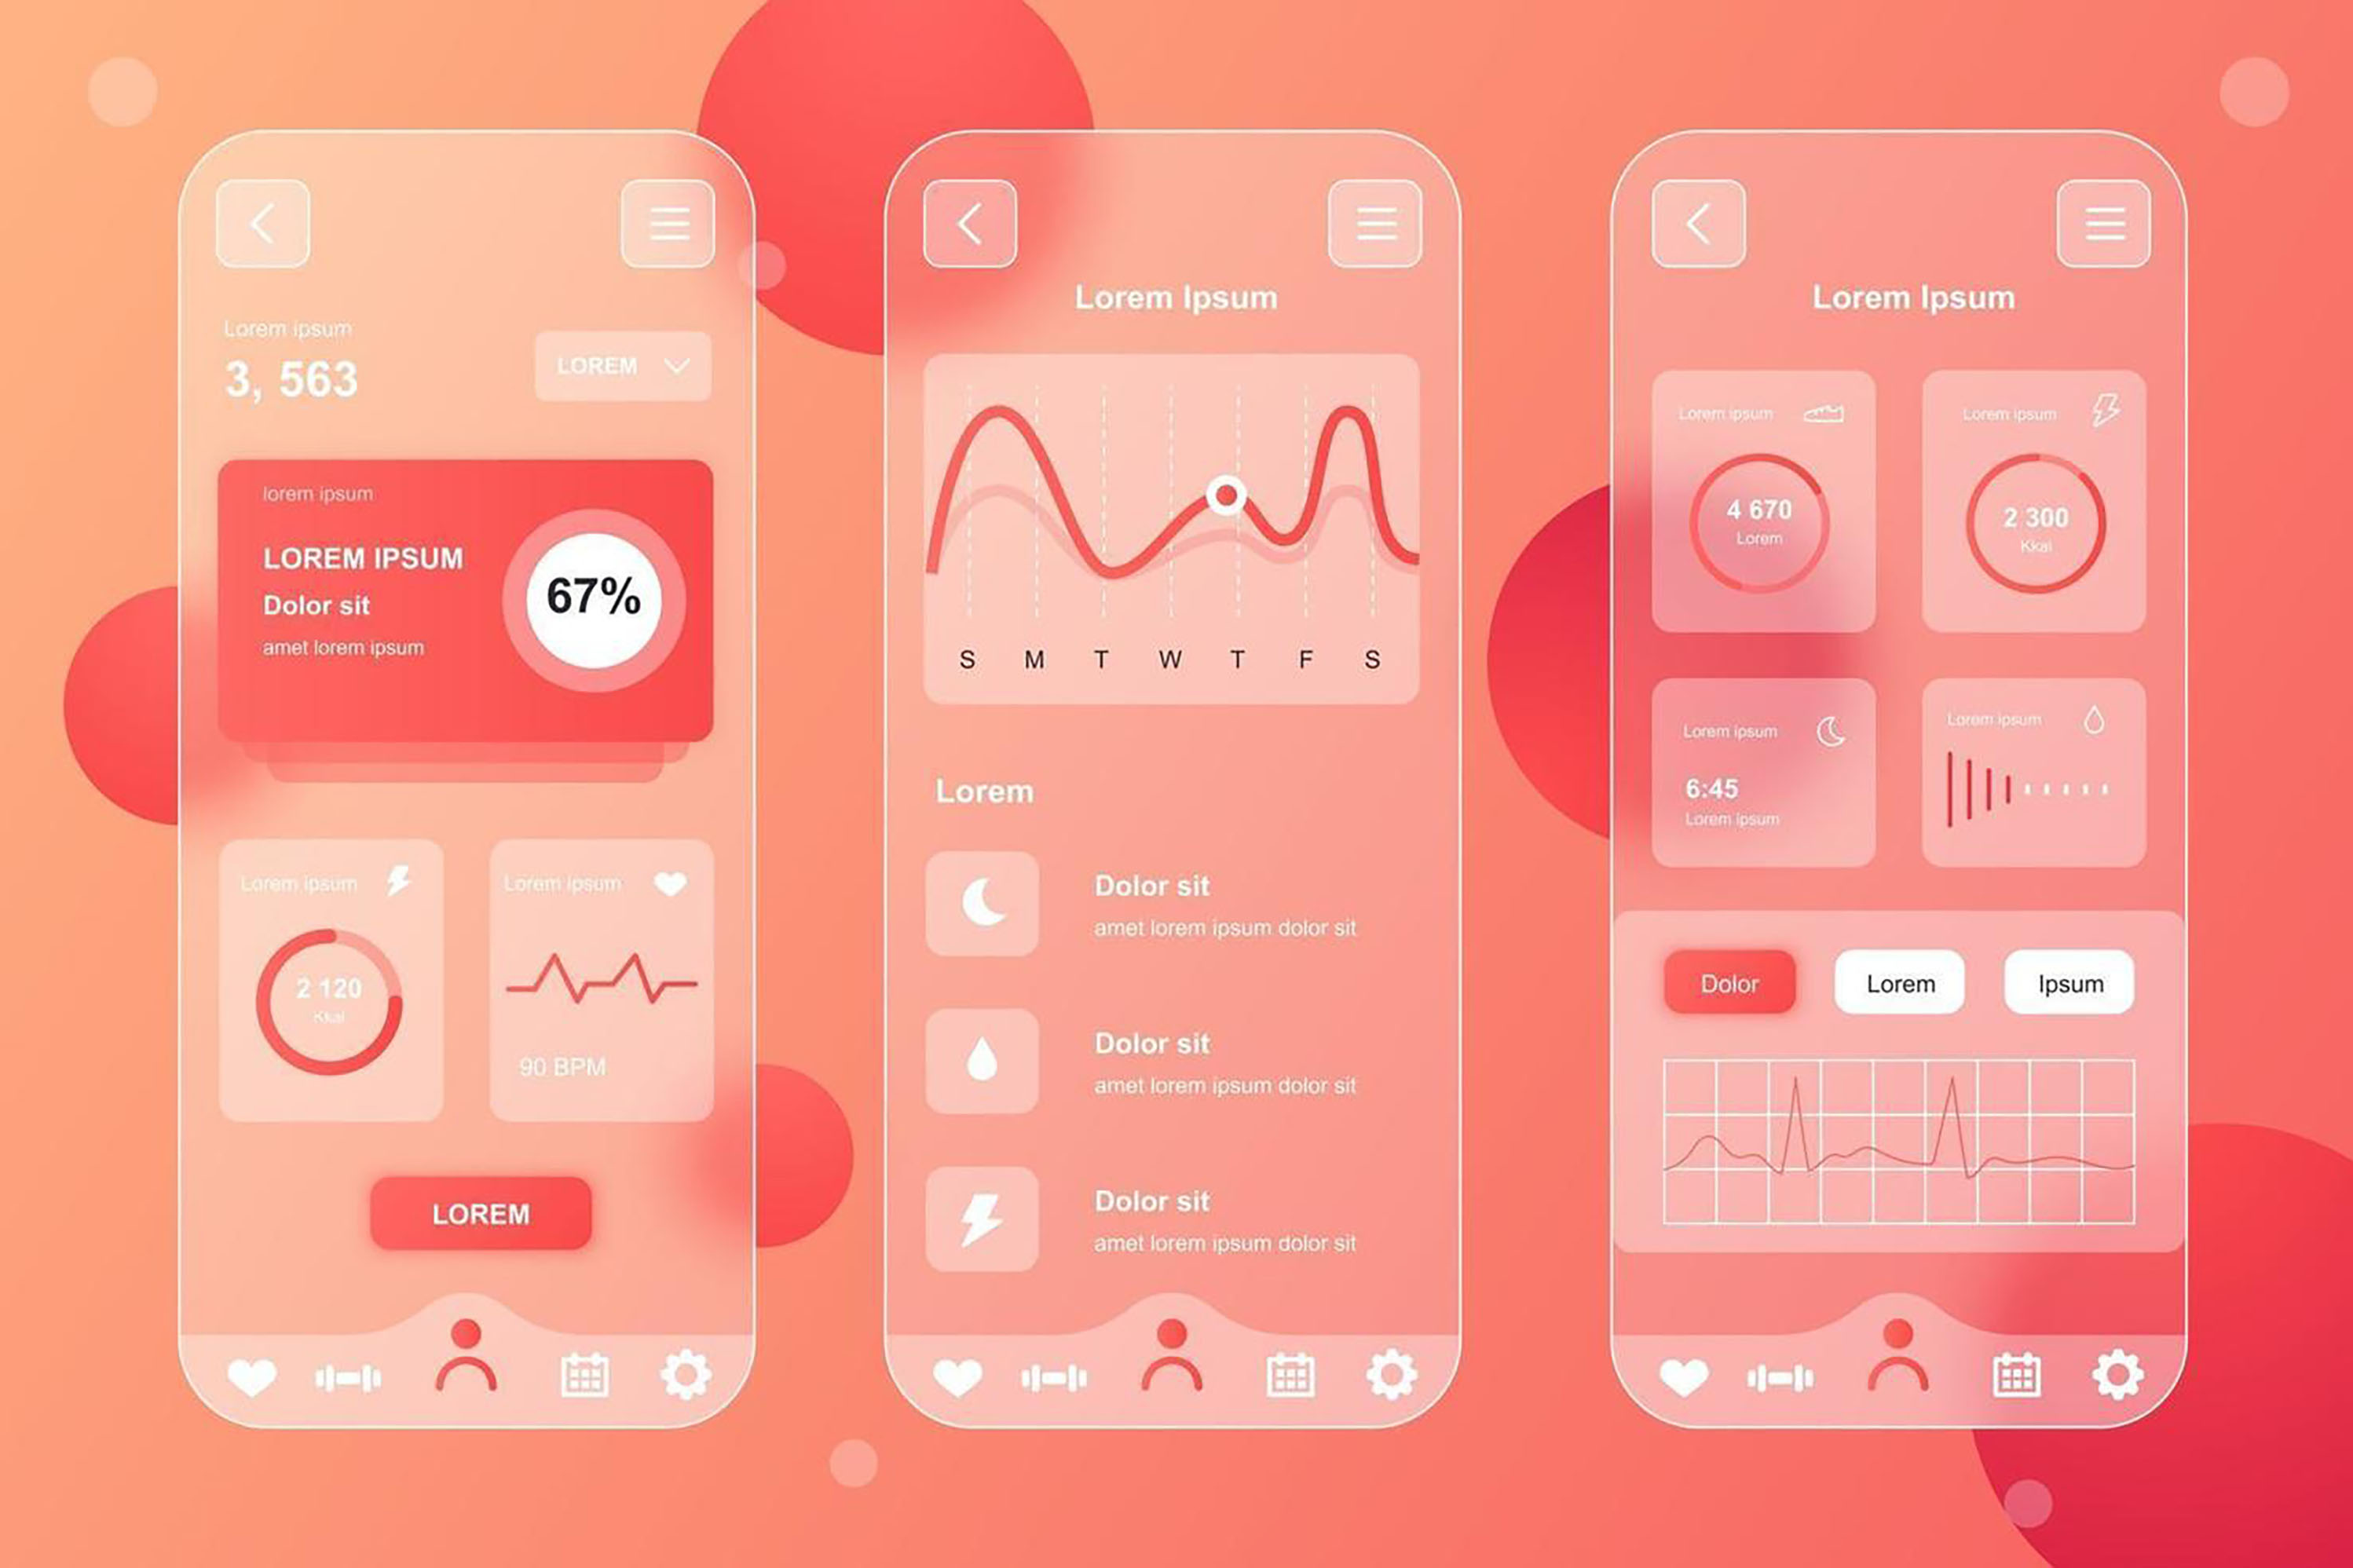 Lorem ipsum
3, 563
LOREM
lorem ipsum
LOREM IPSUM
Dolor sit
amet lorem ipsum
67%
Lorem ipsum
2 120
Kkal
Lorem ipsum
90 BPM
LOREM
Lorem Ipsum
S M T W T F S
Lorem
Dolor sit
amet lorem ipsum dolor sit
Dolor sit
amet lorem ipsum dolor sit
Dolor sit
amet lorem ipsum dolor sit
Lorem Ipsum
Lorem ipsum
4 670
Lorem
Lorem ipsum
2 300
Kkal
Lorem ipsum
6:45
Lorem ipsum
Lorem ipsum
Dolor
Lorem
Ipsum